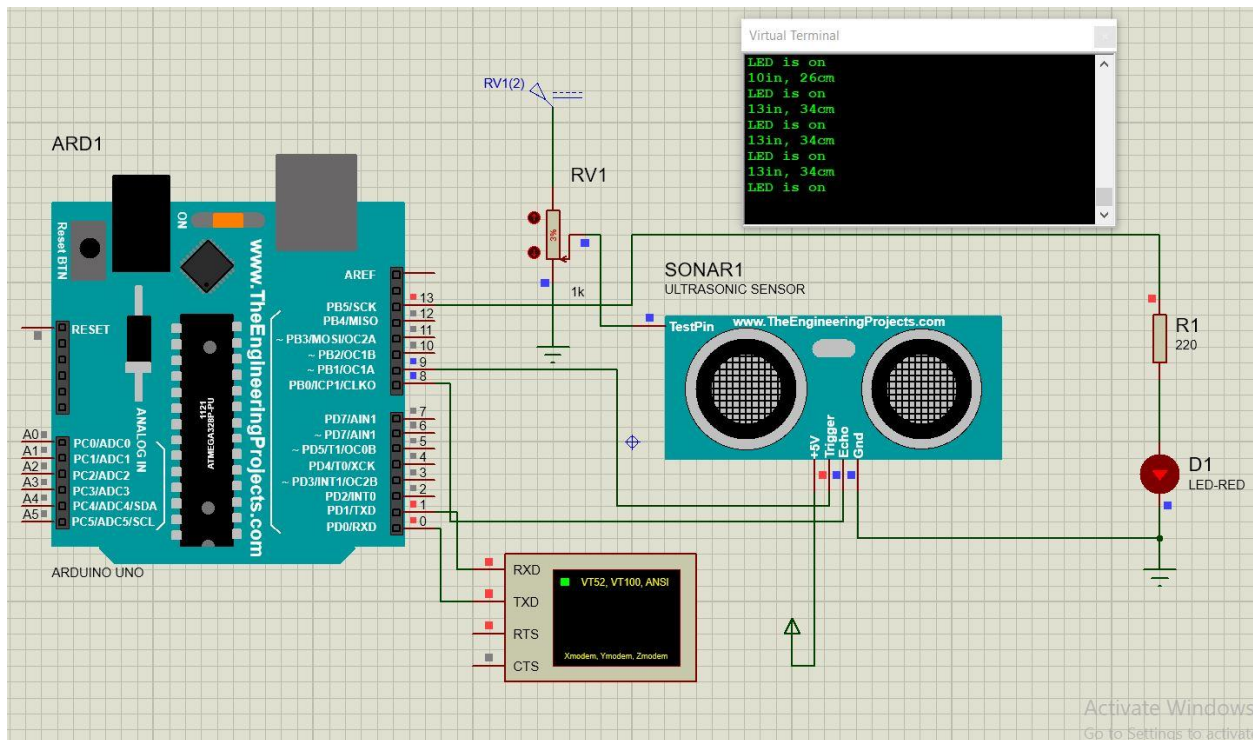 Virtual Terminal
LED is on
10in, 26cm
LED is on
13in, 34cm
LED is on
13in, 34cm
LED is on
13in, 34cm
LED is on
RV1(2)
RV1
3%
1k
ARD1
Reset BTN
ON
www.TheEngineeringProjects.com
1121
ATMEGA328P-PU
ANALOG IN
RESET
A0 PC0/ADC0
A1 PC1/ADC1
A2 PC2/ADC2
A3 PC3/ADC3
A4 PC4/ADC4/SDA
A5 PC5/ADC5/SCL
AREF
PB5/SCK 13
PB4/MISO 12
~ PB3/MOSI/OC2A 11
~ PB2/OC1B 10
~ PB1/OC1A 9
PB0/ICP1/CLKO 8
PD7/AIN1 7
~ PD7/AIN1 6
~ PD5/T1/OC0B 5
PD4/T0/XCK 4
~ PD3/INT1/OC2B 3
PD2/INT0 2
PD1/TXD 1
PD0/RXD 0
ARDUINO UNO
SONAR1
ULTRASONIC SENSOR
TestPin
www.TheEngineeringProjects.com
+5V
Trigger
Echo
Gnd
R1
220
D1
LED-RED
RXD
TXD
RTS
CTS
VT52, VT100, ANSI
Xmodem, Ymodem, Zmodem
Activate Windows
Go to Settings to activate